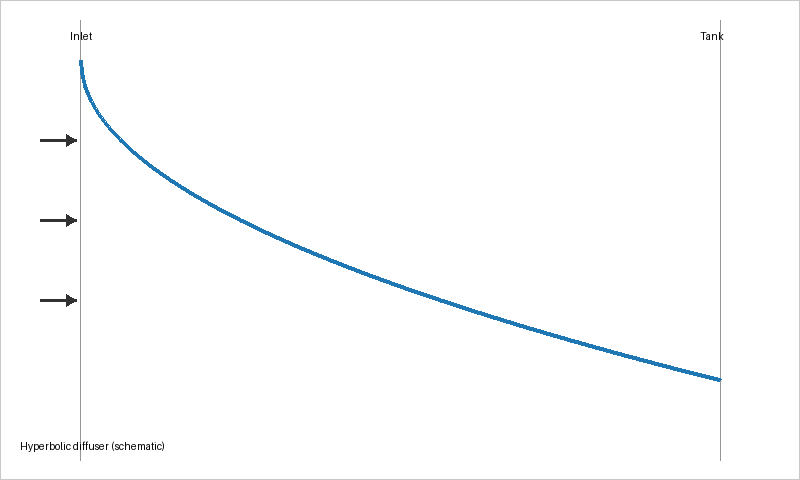 Inlet
Tank
Hyperbolic diffuser (schematic)